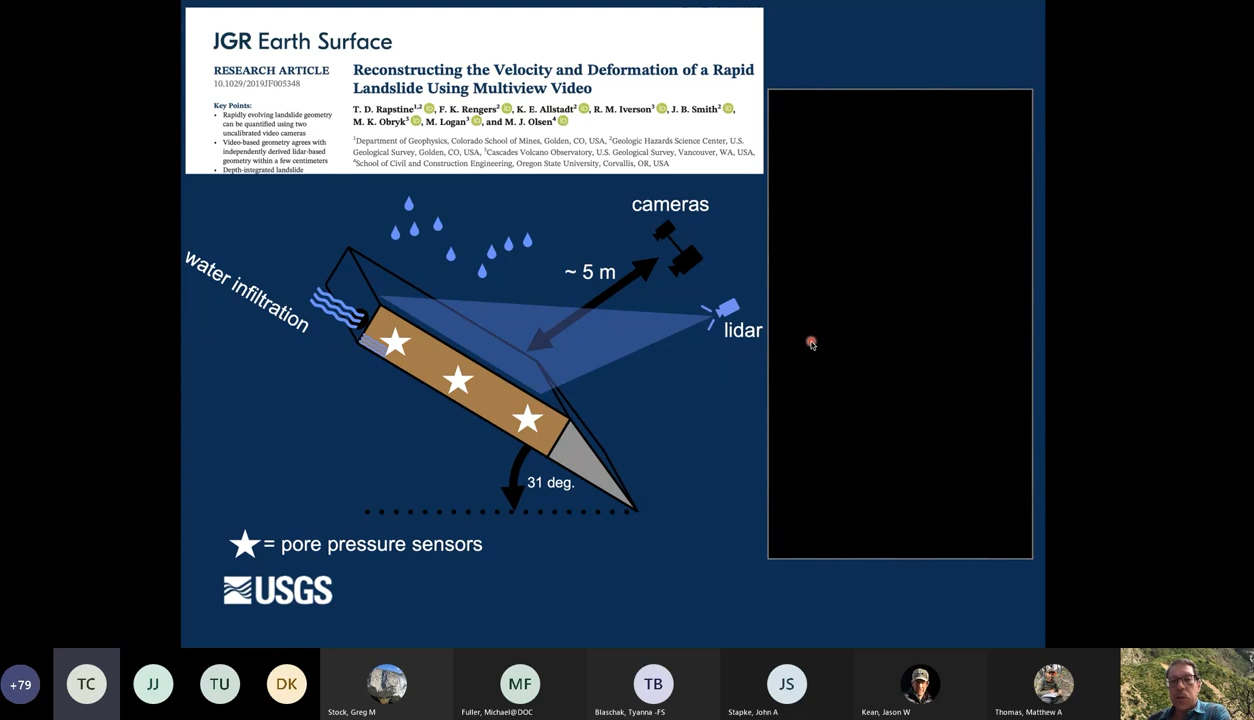 JGR Earth Surface
RESEARCH ARTICLE
10.1029/2019JF005348
Key Points:
• Rapidly evolving landslide geometry
can be quantified using two
uncalibrated video cameras
• Video-based geometry agrees with
independently derived lidar-based
geometry within a few centimeters
• Depth-integrated landslide
Reconstructing the Velocity and Deformation of a Rapid
Landslide Using Multiview Video
T. D. Rapstine1,2, F. K. Rengers2, K. E. Allstadt2, R. M. Iverson3, J. B. Smith2,
M. K. Obryk3, M. Logan3, and M. J. Olsen4
1Department of Geophysics, Colorado School of Mines, Golden, CO, USA, 2Geologic Hazards Science Center, U.S.
Geological Survey, Golden, CO, USA, 3Cascades Volcano Observatory, U.S. Geological Survey, Vancouver, WA, USA,
4School of Civil and Construction Engineering, Oregon State University, Corvallis, OR, USA
cameras
~ 5 m
water infiltration
lidar
31 deg.
= pore pressure sensors
USGS
+79
TC
JJ
TU
DK
Stock, Greg M
MF
Fuller, Michael@DOC
TB
Blaschak, Tyanna -FS
JS
Stapke, John A
Kean, Jason W
Thomas, Matthew A